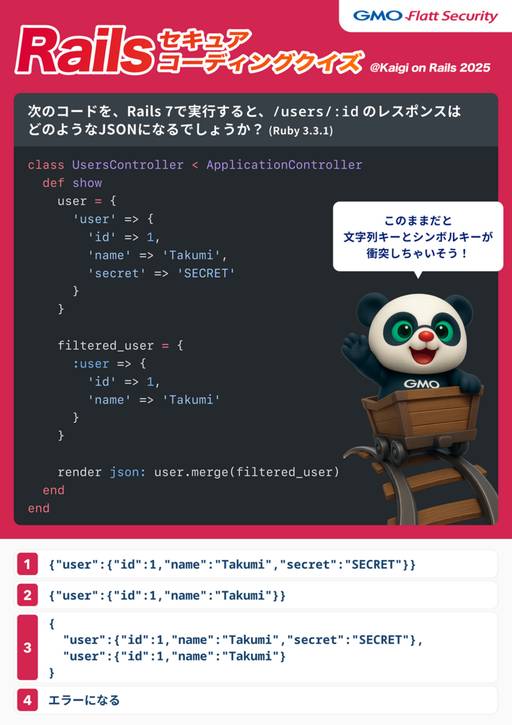 GMO Flatt Security
Rails セキュア
コーディングクイズ @Kaigi on Rails 2025
次のコードを、Rails 7で実行すると、/users/:id のレスポンスは
どのようなJSONになるでしょうか？ (Ruby 3.3.1)
class UsersController < ApplicationController
  def show
    user = {
      'user' => {
        'id' => 1,
        'name' => 'Takumi',
        'secret' => 'SECRET'
      }
    }
    filtered_user = {
      :user => {
        'id' => 1,
        'name' => 'Takumi'
      }
    }
    render json: user.merge(filtered_user)
  end
end
このままだと
文字列キーとシンボルキーが
衝突しちゃいそう！
GMO
1 {"user":{"id":1,"name":"Takumi","secret":"SECRET"}}
2 {"user":{"id":1,"name":"Takumi"}}
3 {
  "user":{"id":1,"name":"Takumi","secret":"SECRET"},
  "user":{"id":1,"name":"Takumi"}
}
4 エラーになる